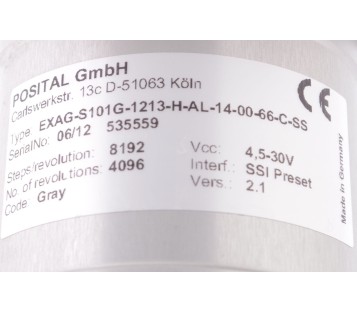 POSITAL GmbH
Carlswerkstr. 13c D-51063 Köln
CE
Type: EXAG-S101G-1213-H-AL-14-00-66-C-SS
SerialNo: 06/12 535559
Steps/revolution: 8192
No. of revolutions: 4096
Code: Gray
Vcc: 4,5-30V
Interf.: SSI Preset
Vers.: 2.1
Made in Germany